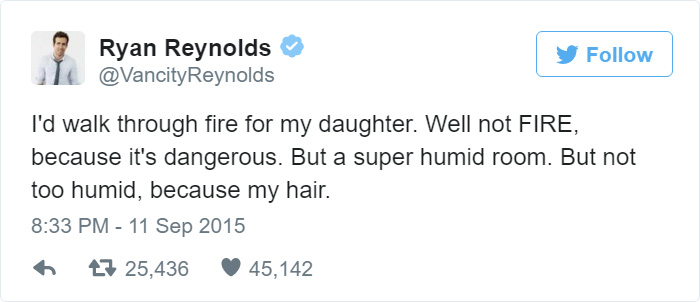 Ryan Reynolds
@VancityReynolds
Follow
I'd walk through fire for my daughter. Well not FIRE,
because it's dangerous. But a super humid room. But not
too humid, because my hair.
8:33 PM - 11 Sep 2015
25,436 45,142